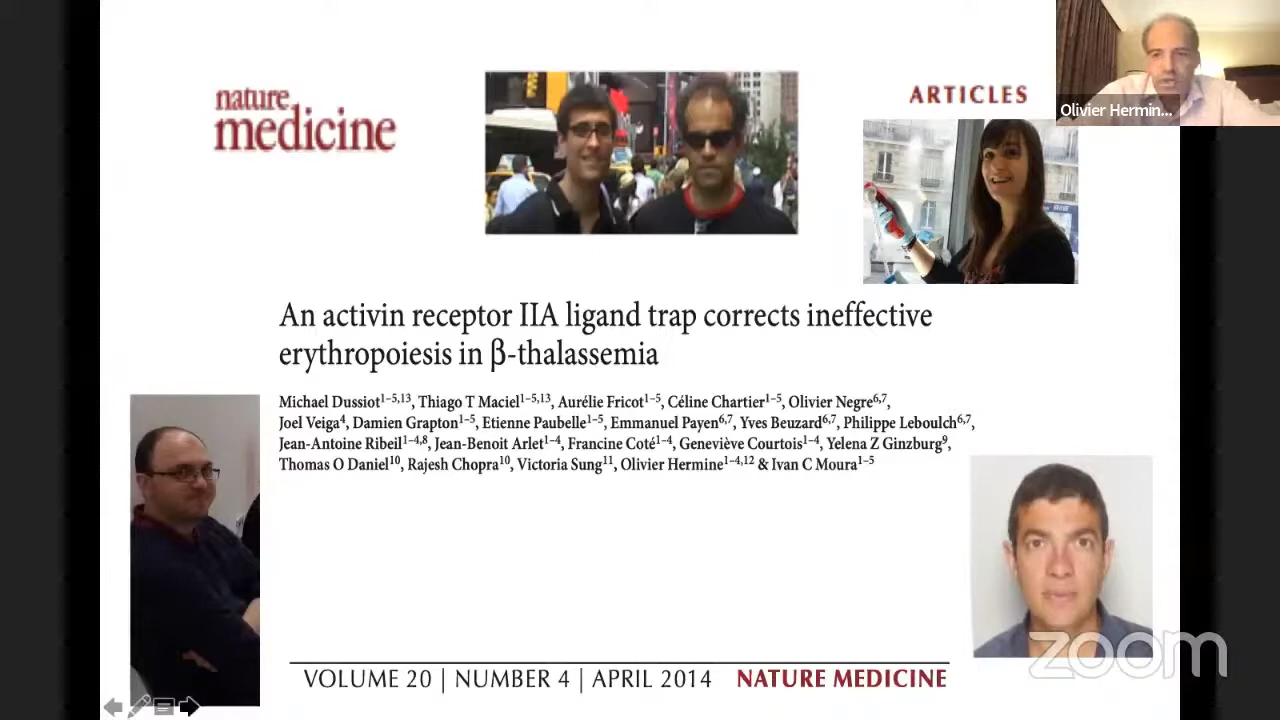 nature
medicine
ARTICLES
Olivier Hermin...
An activin receptor IIA ligand trap corrects ineffective
erythropoiesis in β-thalassemia
Michael Dussiot1–5,13, Thiago T Maciel1–5,13, Aurélie Fricot1–5, Céline Chartier1–5, Olivier Negre6,7,
Joel Veiga4, Damien Grapton1–5, Etienne Paubelle1–5, Emmanuel Payen6,7, Yves Beuzard6,7, Philippe Leboulch6,7,
Jean-Antoine Ribeil1–4,8, Jean-Benoit Arlet1–4, Francine Coté1–4, Geneviève Courtois1–4, Yelena Z Ginzburg9,
Thomas O Daniel10, Rajesh Chopra10, Victoria Sung11, Olivier Hermine1–4,12 & Ivan C Moura1–5
VOLUME 20 | NUMBER 4 | APRIL 2014 NATURE MEDICINE
zoom